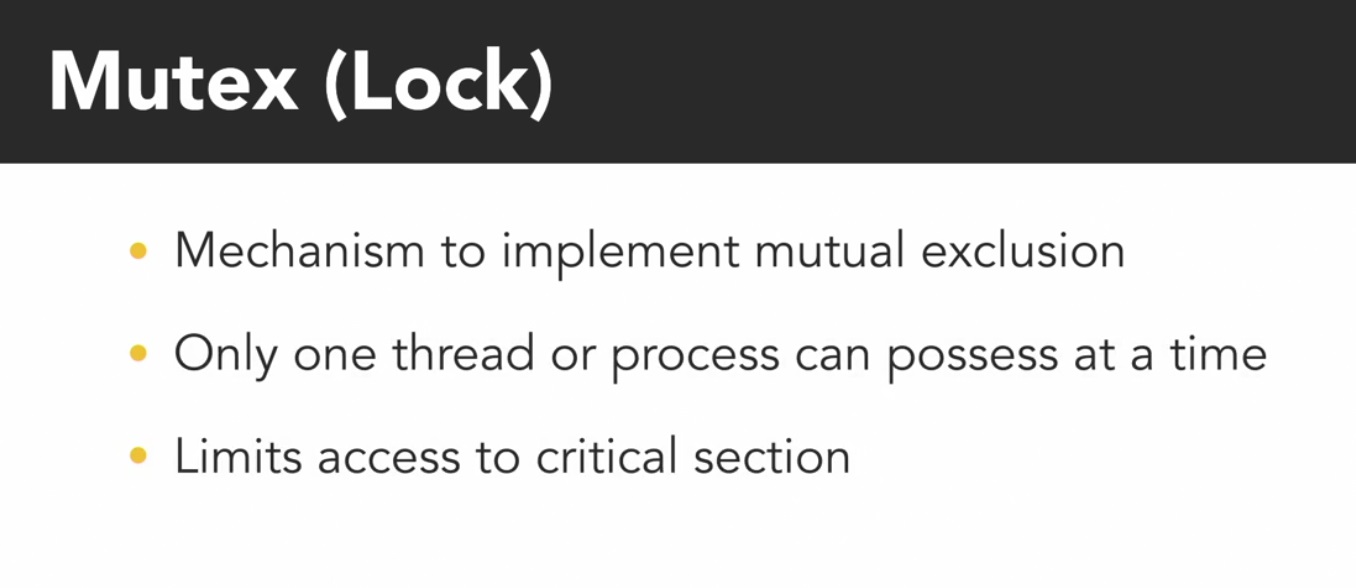 Mutex (Lock)
• Mechanism to implement mutual exclusion
• Only one thread or process can possess at a time
• Limits access to critical section